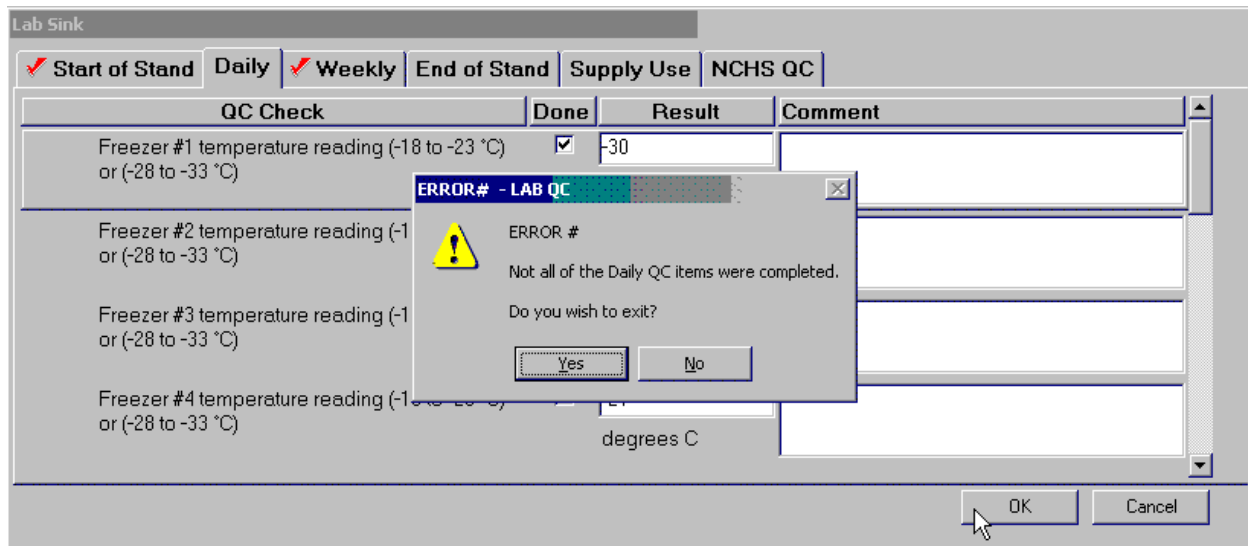 Lab Sink
Start of Stand Daily Weekly End of Stand Supply Use NCHS QC
QC Check Done Result Comment
Freezer #1 temperature reading (-18 to -23 °C) -30
or (-28 to -33 °C)
ERROR# - LAB QC
Freezer #2 temperature reading (-1
or (-28 to -33 °C)
ERROR #
Not all of the Daily QC items were completed.
Freezer #3 temperature reading (-1
or (-28 to -33 °C)
Do you wish to exit?
Yes No
Freezer #4 temperature reading (-1
or (-28 to -33 °C)
degrees C
OK Cancel